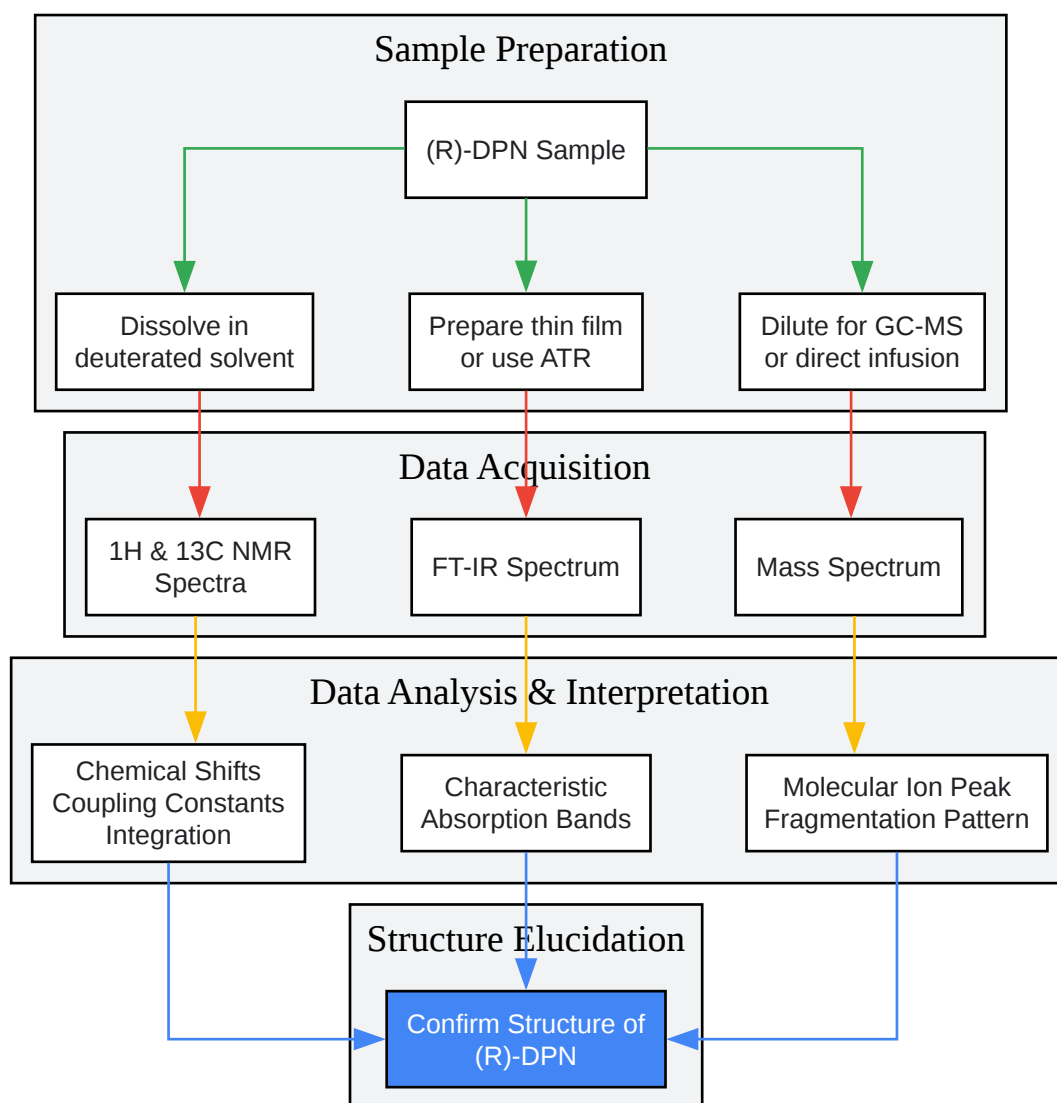 Sample Preparation
(R)-DPN Sample
Dissolve in
deuterated solvent
Prepare thin film
or use ATR
Dilute for GC-MS
or direct infusion
Data Acquisition
1H & 13C NMR
Spectra
FT-IR Spectrum
Mass Spectrum
Data Analysis & Interpretation
Chemical Shifts
Coupling Constants
Integration
Characteristic
Absorption Bands
Molecular Ion Peak
Fragmentation Pattern
Structure Elucidation
Confirm Structure of
(R)-DPN